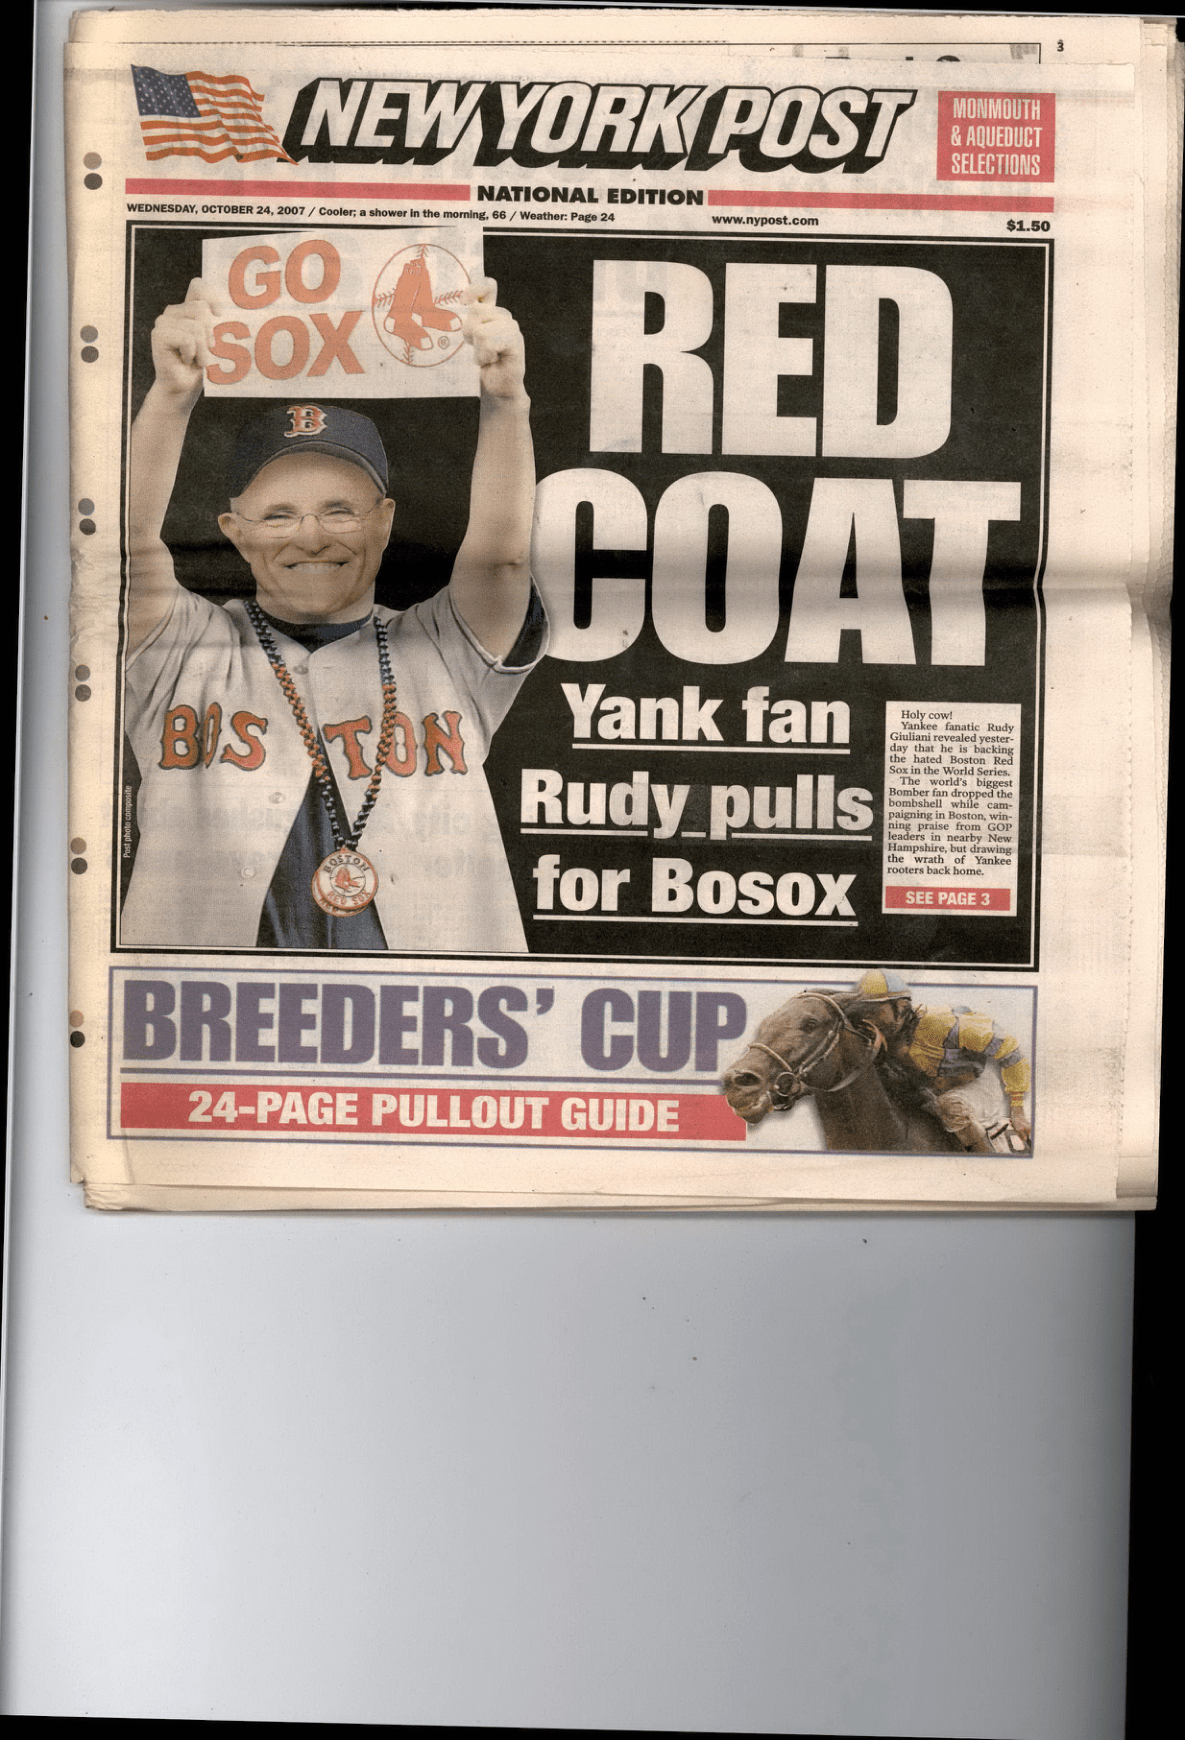 3
NEW YORK POST
MONMOUTH
& AQUEDUCT
SELECTIONS
NATIONAL EDITION
WEDNESDAY, OCTOBER 24, 2007 / Cooler; a shower in the morning, 66 / Weather: Page 24
www.nypost.com
$1.50
GO
SOX
®
B
BOSTON
BOSTON
RED SOX
Post photo composite
RED
COAT
Yank fan
Rudy pulls
for Bosox
Holy cow!
Yankee fanatic Rudy
Giuliani revealed yester-
day that he is backing
the hated Boston Red
Sox in the World Series.
The world's biggest
Bomber fan dropped the
bombshell while cam-
paigning in Boston, win-
ning praise from GOP
leaders in nearby New
Hampshire, but drawing
the wrath of Yankee
rooters back home.
SEE PAGE 3
BREEDERS' CUP
24-PAGE PULLOUT GUIDE